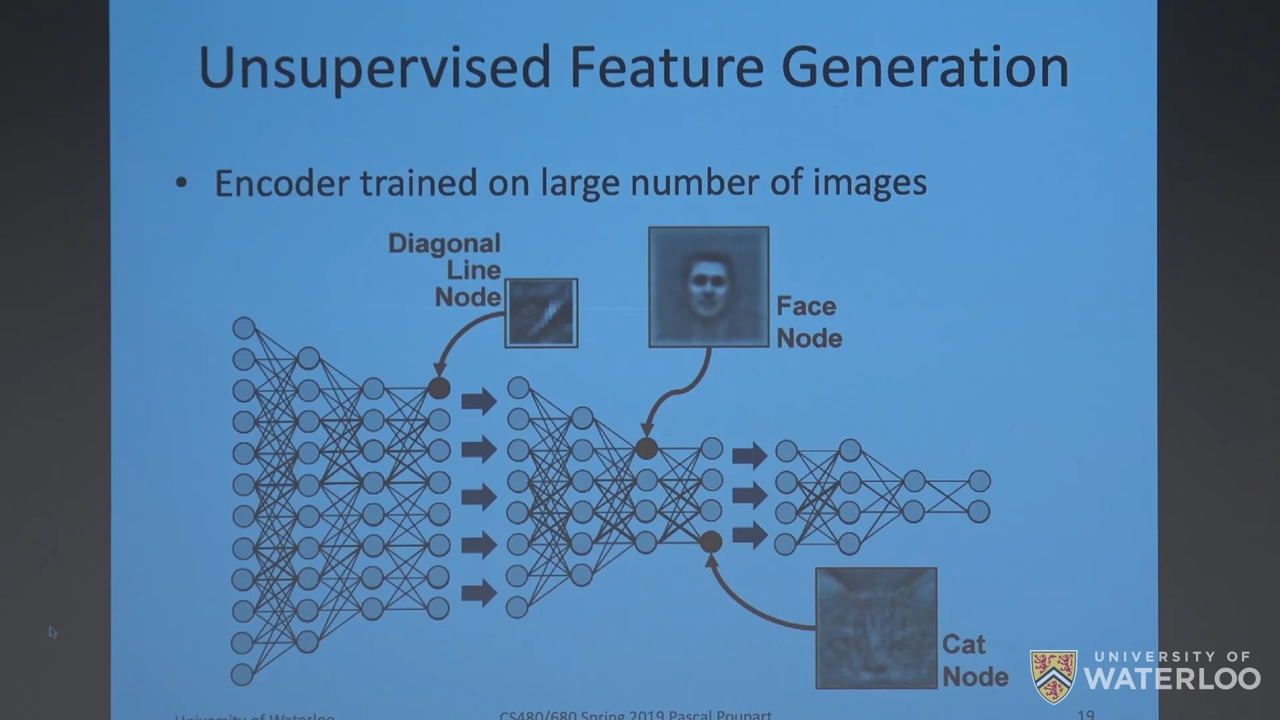 Unsupervised Feature Generation
• Encoder trained on large number of images
Diagonal
Line
Node
Face
Node
Cat
Node
UNIVERSITY OF
WATERLOO
University of Waterloo
CS480/680 Spring 2019 Pascal Poupart
19